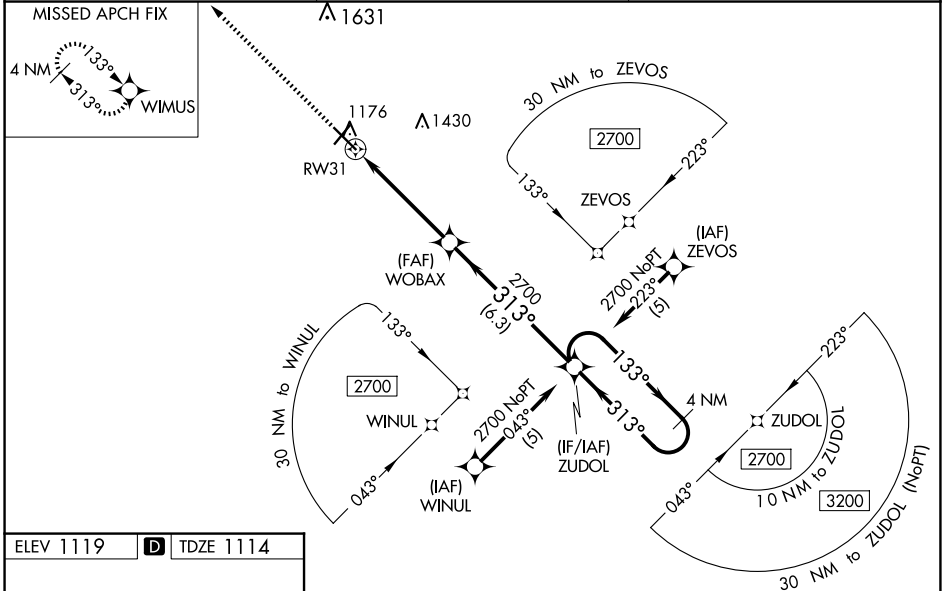 MISSED APCH FIX
4 NM
133°
313°
WIMUS
1631
1176
1430
RW31
30 NM to ZEVOS
2700
133°
223°
ZEVOS
(IAF)
ZEVOS
2700 NoPT
223°
(5)
(FAF)
WOBAX
2700
313°
(6.3)
30 NM to WINUL
133°
2700
WINUL
043°
2700 NoPT
043°
(5)
(IAF)
WINUL
(IF/IAF)
ZUDOL
133°
313°
4 NM
223°
ZUDOL
2700
10 NM to ZUDOL
043°
3200
30 NM to ZUDOL (NoPT)
ELEV 1119 D TDZE 1114